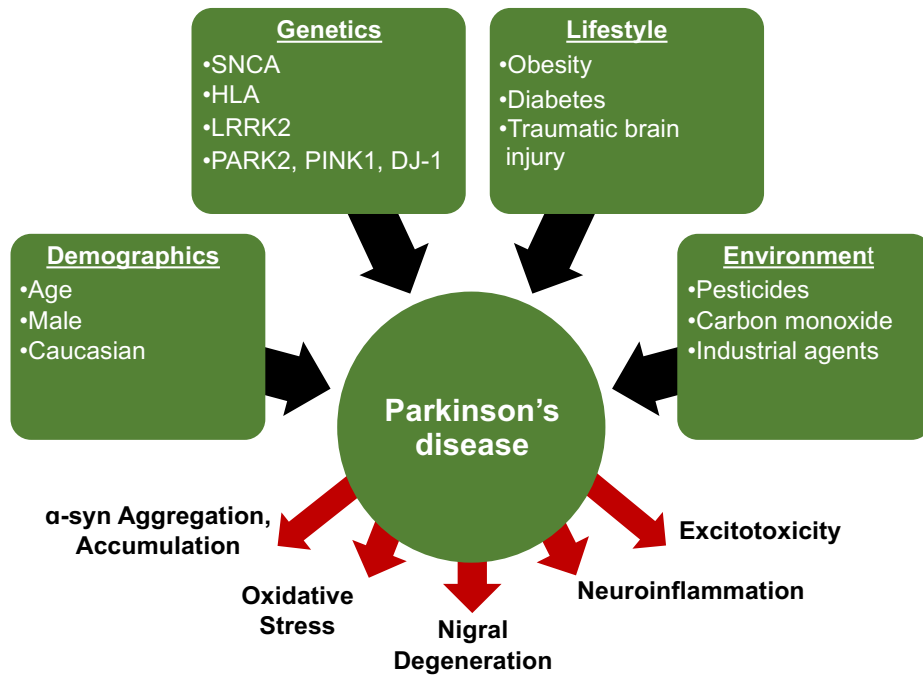 Genetics
•SNCA
•HLA
•LRRK2
•PARK2, PINK1, DJ-1
Lifestyle
•Obesity
•Diabetes
•Traumatic brain
injury
Demographics
•Age
•Male
•Caucasian
Environment
•Pesticides
•Carbon monoxide
•Industrial agents
Parkinson’s
disease
α-syn Aggregation,
Accumulation
Oxidative
Stress
Nigral
Degeneration
Neuroinflammation
Excitotoxicity